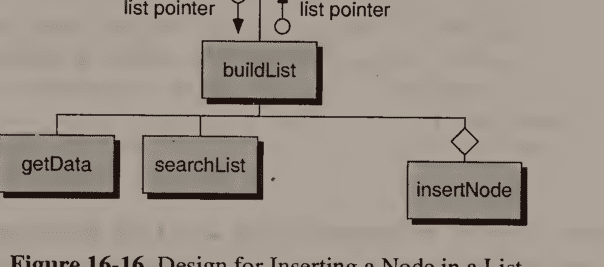 list pointer list pointer
buildList
getData searchList
insertNode
Figure 16-16 Design for Inserting a Node in a List